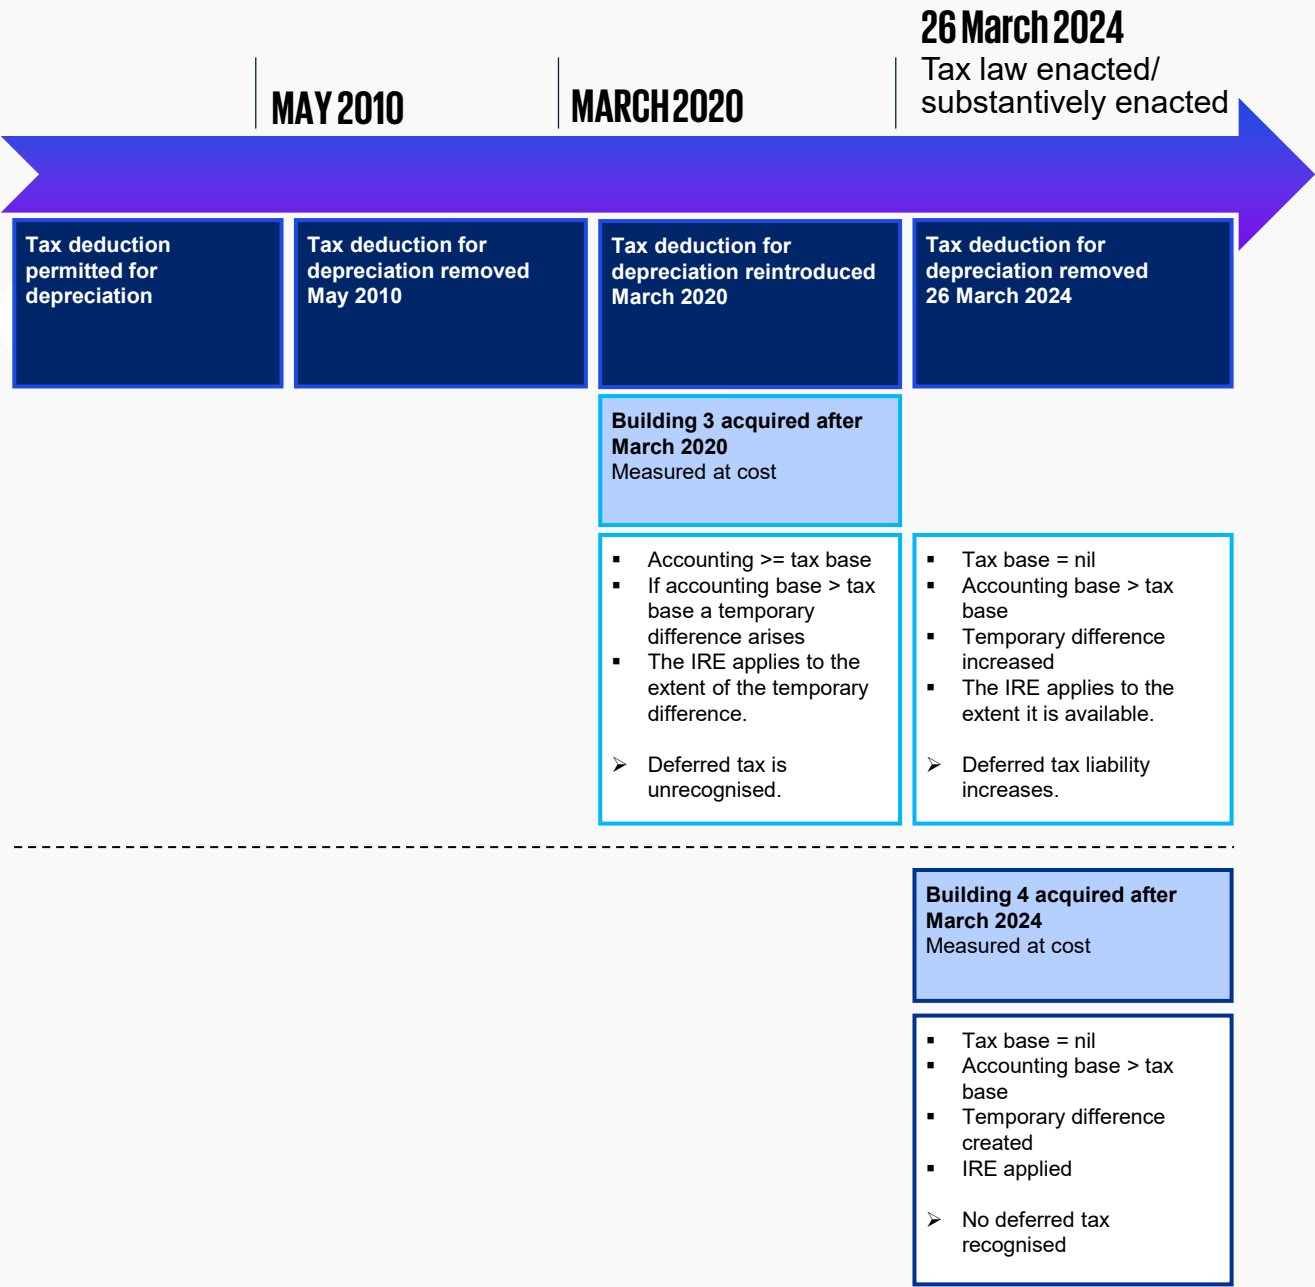 26 March 2024
Tax law enacted/
substantively enacted
MAY 2010
MARCH 2020
Tax deduction
permitted for
depreciation
Tax deduction for
depreciation removed
May 2010
Tax deduction for
depreciation reintroduced
March 2020
Tax deduction for
depreciation removed
26 March 2024
Building 3 acquired after
March 2020
Measured at cost
▪ Accounting >= tax base
▪ If accounting base > tax
base a temporary
difference arises
▪ The IRE applies to the
extent of the temporary
difference.
➢ Deferred tax is
unrecognised.
▪ Tax base = nil
▪ Accounting base > tax
base
▪ Temporary difference
increased
▪ The IRE applies to the
extent it is available.
➢ Deferred tax liability
increases.
Building 4 acquired after
March 2024
Measured at cost
▪ Tax base = nil
▪ Accounting base > tax
base
▪ Temporary difference
created
▪ IRE applied
➢ No deferred tax
recognised